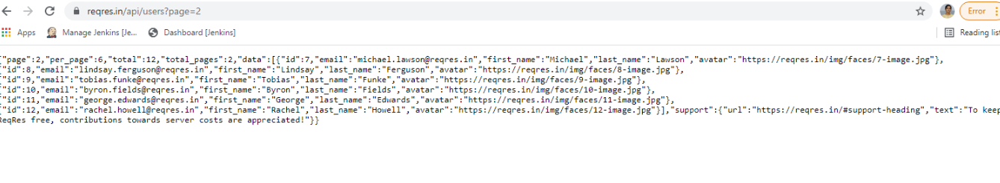 reqres.in/api/users?page=2
Error
Apps Manage Jenkins [Je... Dashboard [Jenkins] Reading list
{"page":2,"per_page":6,"total":12,"total_pages":2,"data":[{"id":7,"email":"michael.lawson@reqres.in","first_name":"Michael","last_name":"Lawson","avatar":"https://reqres.in/img/faces/7-image.jpg"},
{"id":8,"email":"lindsay.ferguson@reqres.in","first_name":"Lindsay","last_name":"Ferguson","avatar":"https://reqres.in/img/faces/8-image.jpg"},
{"id":9,"email":"tobias.funke@reqres.in","first_name":"Tobias","last_name":"Funke","avatar":"https://reqres.in/img/faces/9-image.jpg"},
{"id":10,"email":"byron.fields@reqres.in","first_name":"Byron","last_name":"Fields","avatar":"https://reqres.in/img/faces/10-image.jpg"},
{"id":11,"email":"george.edwards@reqres.in","first_name":"George","last_name":"Edwards","avatar":"https://reqres.in/img/faces/11-image.jpg"},
{"id":12,"email":"rachel.howell@reqres.in","first_name":"Rachel","last_name":"Howell","avatar":"https://reqres.in/img/faces/12-image.jpg"}],"support":{"url":"https://reqres.in/#support-heading","text":"To keep
ReqRes free, contributions towards server costs are appreciated!"}}